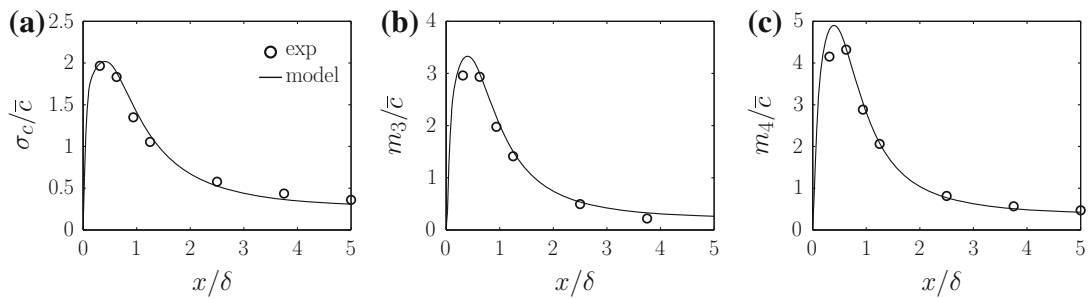 (a)
σc/c̄
2.5
2
1.5
1
0.5
0
0 1 2 3 4 5
x/δ
exp
model
(b)
m3/c̄
4
3
2
1
0
0 1 2 3 4 5
x/δ
(c)
m4/c̄
5
4
3
2
1
0
0 1 2 3 4 5
x/δ